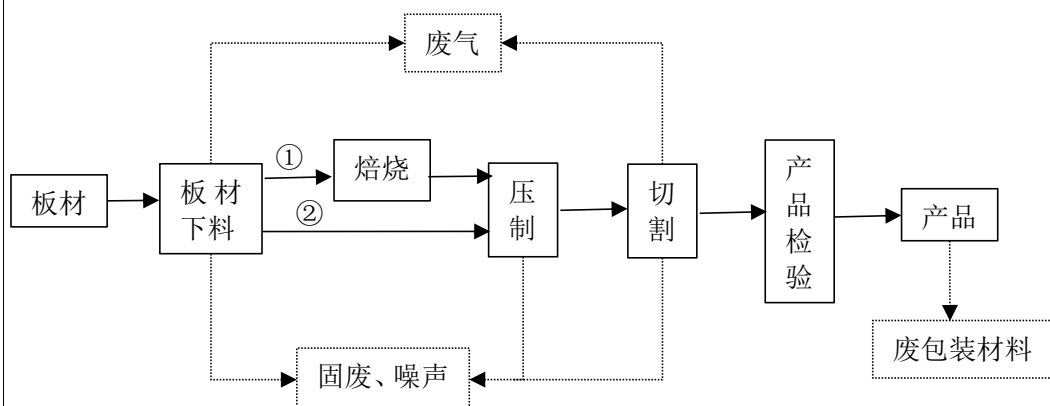 废气
①
焙烧
板材
板 材
下料
②
压
制
切
割
产
品
检
验
产品
固废、噪声
废包装材料